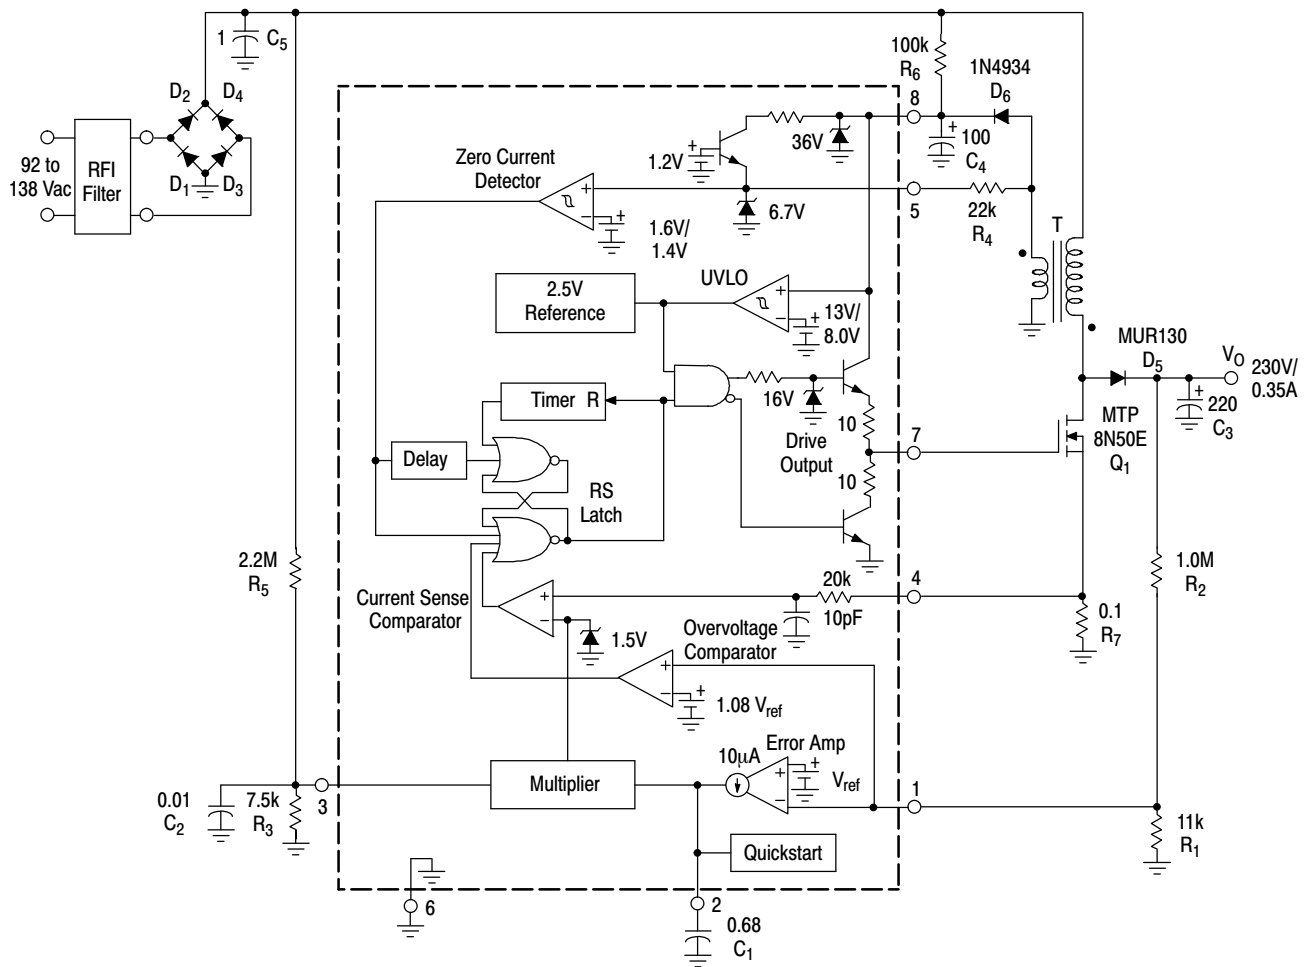 1
C5
D2
D4
D1
D3
92 to
138 Vac
RFI
Filter
100k
R6
1N4934
D6
8
100
C4
36V
1.2V
Zero Current
Detector
6.7V
5
22k
R4
1.6V/
1.4V
T
2.5V
Reference
UVLO
13V/
8.0V
MUR130
D5
VO
230V/
0.35A
220
C3
Timer R
16V
10
Drive
Output
7
MTP
8N50E
Q1
Delay
10
RS
Latch
2.2M
R5
Current Sense
Comparator
20k
10pF
4
1.0M
R2
0.1
R7
1.5V
Overvoltage
Comparator
1.08 Vref
10µA
Error Amp
Vref
Multiplier
1
0.01
C2
7.5k
R3
3
11k
R1
Quickstart
6
2
0.68
C1